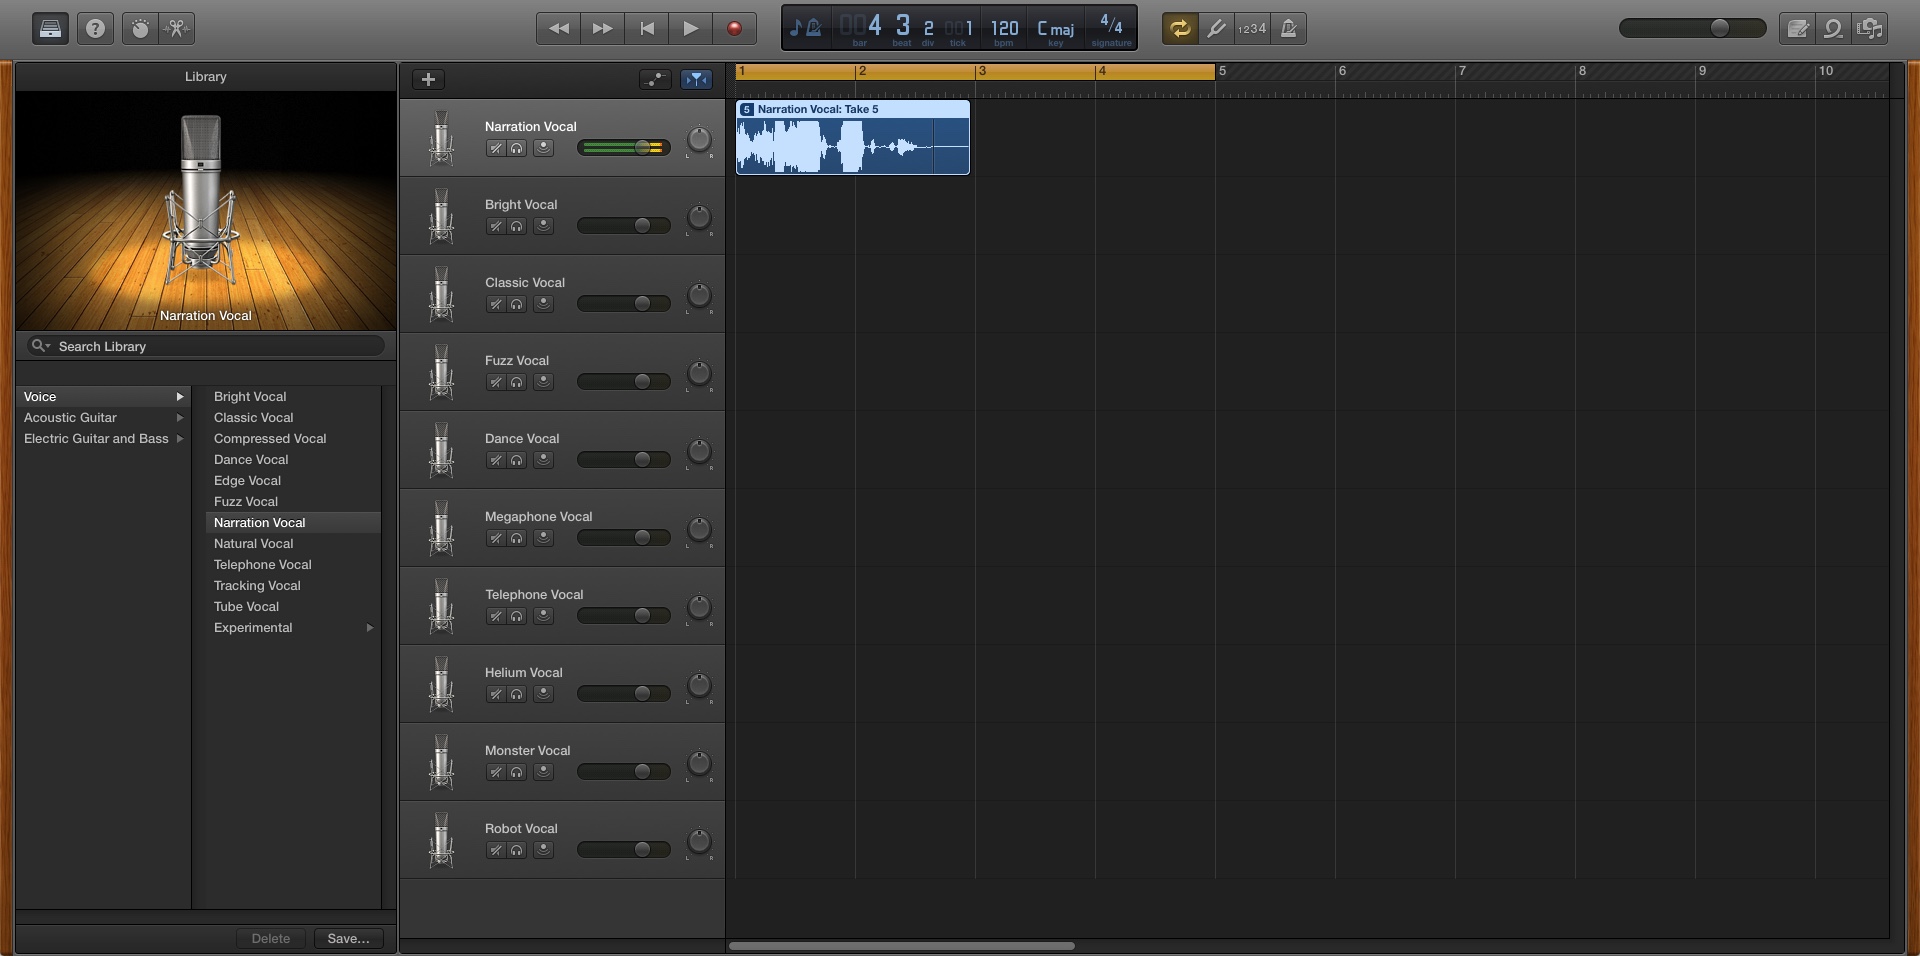 ? 4 3 2 1 120 C maj 4/4 1234
bar beat div tick bpm key signature
Library
Narration Vocal
Search Library
Voice
Acoustic Guitar
Electric Guitar and Bass
Bright Vocal
Classic Vocal
Compressed Vocal
Dance Vocal
Edge Vocal
Fuzz Vocal
Narration Vocal
Natural Vocal
Telephone Vocal
Tracking Vocal
Tube Vocal
Experimental
Delete Save...
+
Narration Vocal
L R
Bright Vocal
L R
Classic Vocal
L R
Fuzz Vocal
L R
Dance Vocal
L R
Megaphone Vocal
L R
Telephone Vocal
L R
Helium Vocal
L R
Monster Vocal
L R
Robot Vocal
L R
1 2 3 4 5 6 7 8 9 10
5 Narration Vocal: Take 5